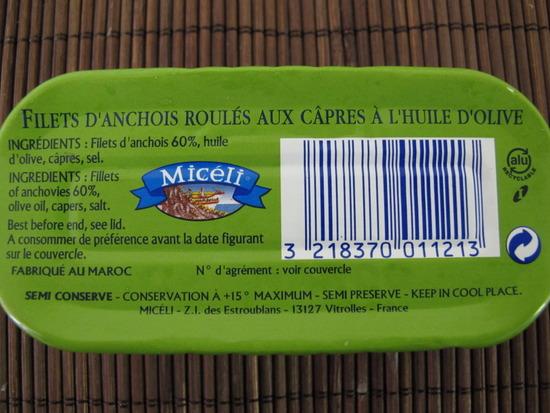 FILETS D'ANCHOIS ROULÉS AUX CÂPRES À L'HUILE D'OLIVE
INGRÉDIENTS : Filets d'anchois 60%, huile
d'olive, câpres, sel.
INGREDIENTS : Fillets
of anchovies 60%,
olive oil, capers, salt.
Best before end, see lid.
A consommer de préférence avant la date figurant
sur le couvercle.
Micéli
alu
RECYCLABLE
3 218370 011213
FABRIQUÉ AU MAROC
N° d'agrément : voir couvercle
SEMI CONSERVE - CONSERVATION À +15° MAXIMUM - SEMI PRESERVE - KEEP IN COOL PLACE.
MICÉLI - Z.I. des Estroublans - 13127 Vitrolles - France